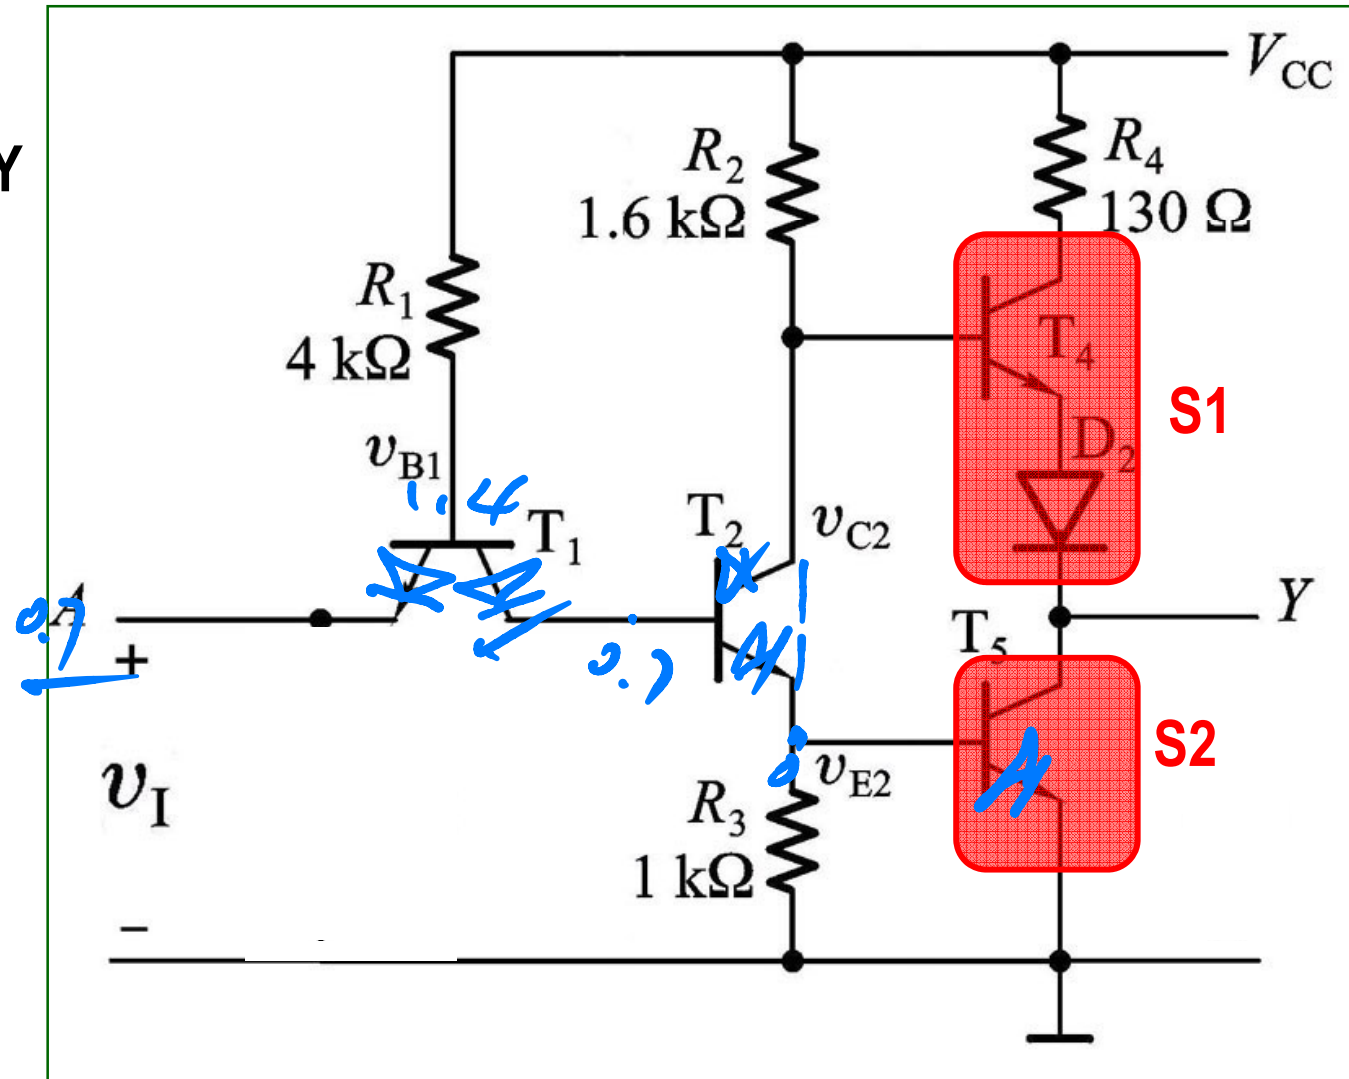 Y
V_CC
R_2
1.6 kΩ
R_4
130 Ω
R_1
4 kΩ
T_4
S1
D_2
v_B1
1.4
T_1
T_2
v_C2
A
0.7
+
0.7
Y
T_5
S2
v_I
0
v_E2
R_3
1 kΩ
−